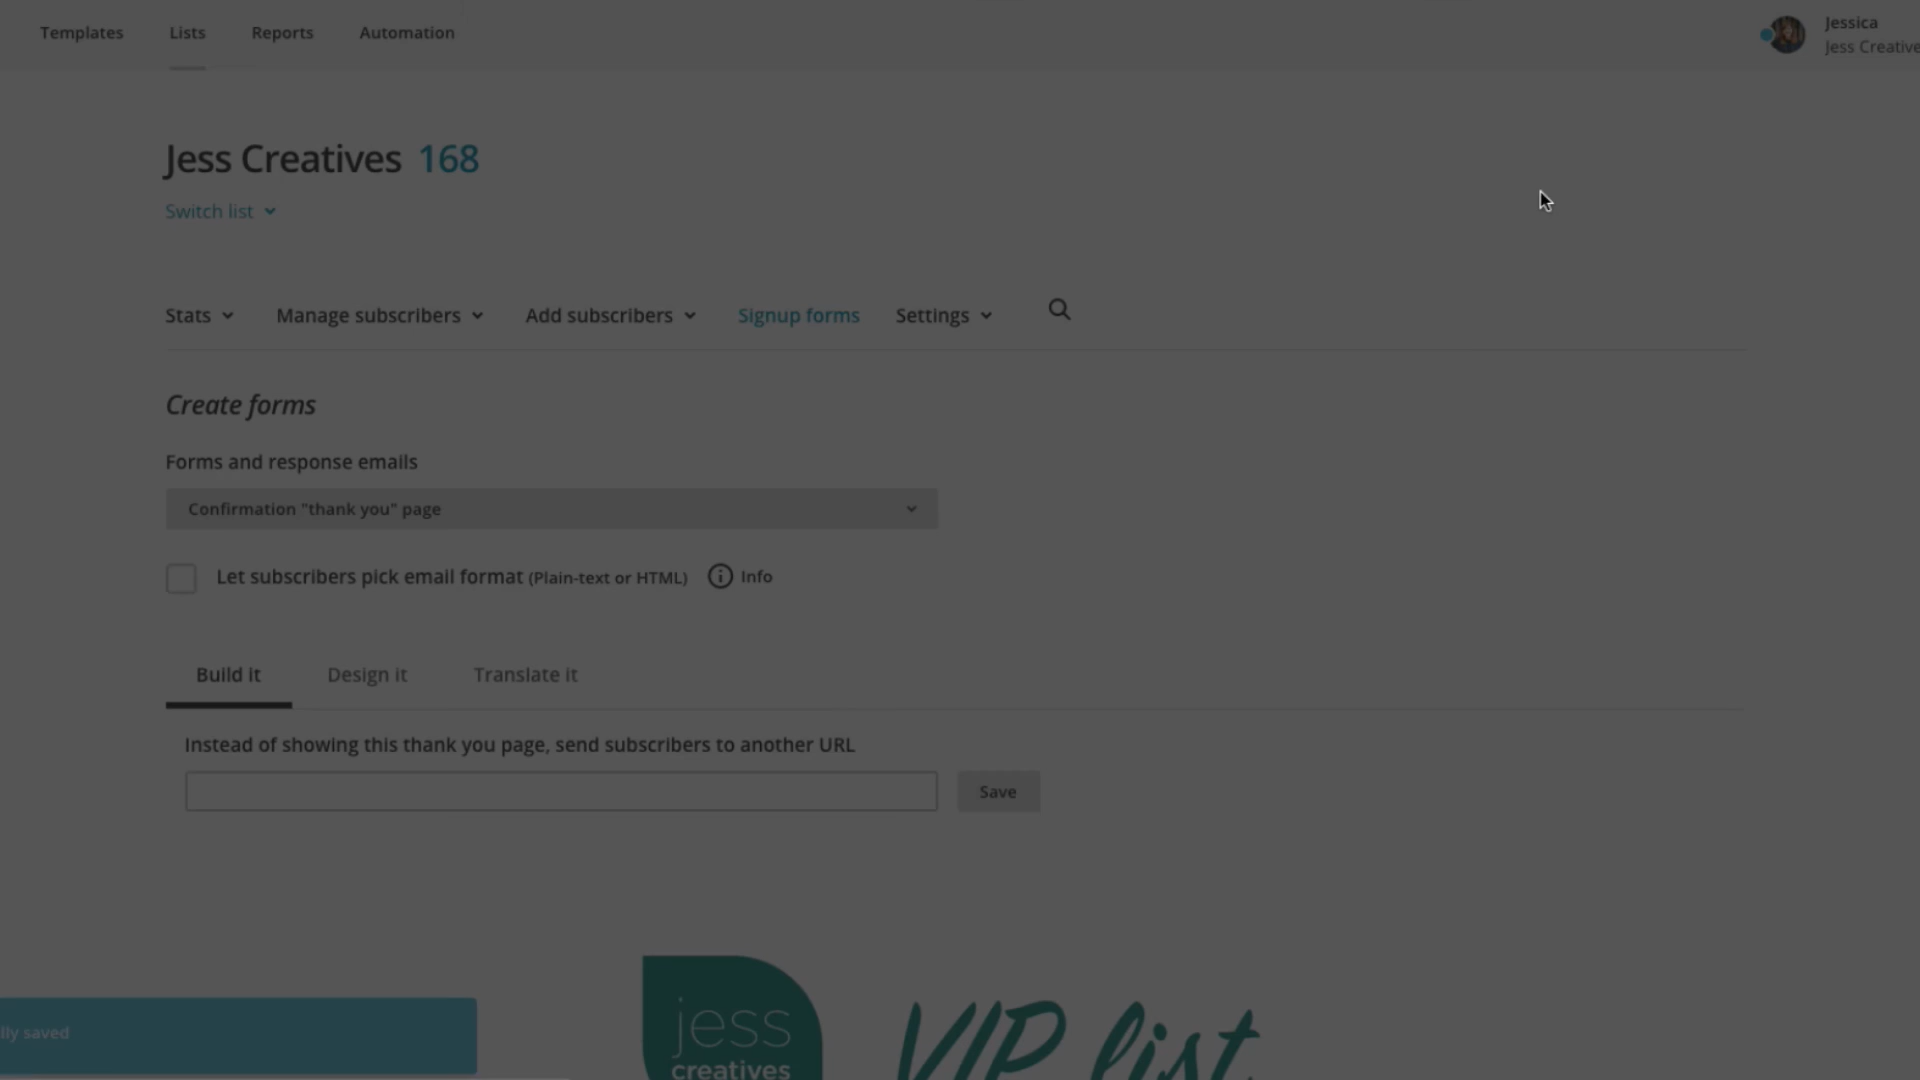 Templates Lists Reports Automation
Jessica
Jess Creative
Jess Creatives 168
Switch list
Stats Manage subscribers Add subscribers Signup forms Settings
Create forms
Forms and response emails
Confirmation "thank you" page
Let subscribers pick email format (Plain-text or HTML) Info
Build it Design it Translate it
Instead of showing this thank you page, send subscribers to another URL
Save
lly saved
jess
creatives
VIP list